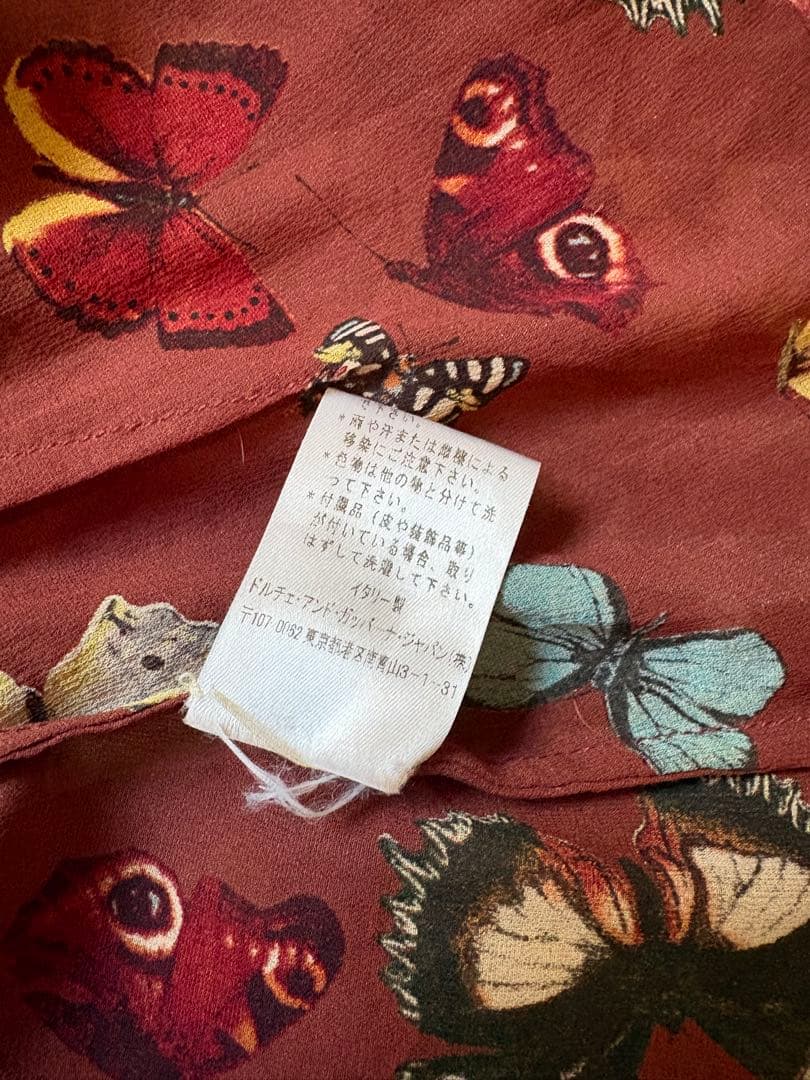 て下さい。
*雨や汗または摩擦による
移染にご注意下さい。
*色物は他の物と分けて洗
って下さい。
*付属品(皮や装飾品等)
が付いている場合、取り
はずして洗濯して下さい。
イタリー製
ドルチェ・アンド・ガッバーナ・ジャパン(株)
〒107-0062 東京都港区南青山3-1-31